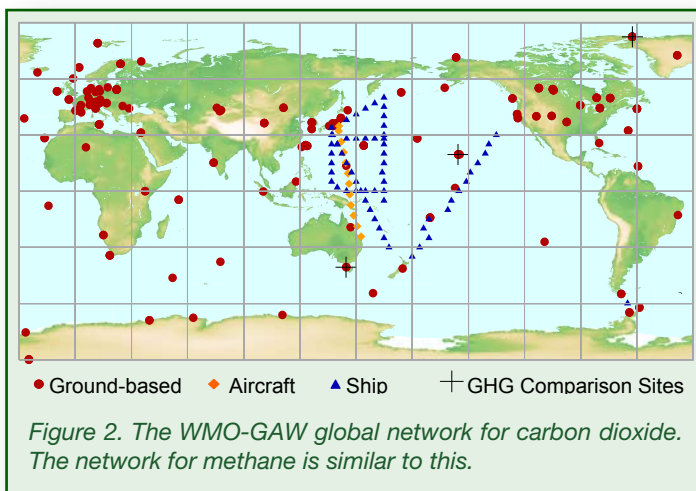 Ground-based Aircraft Ship GHG Comparison Sites
Figure 2. The WMO-GAW global network for carbon dioxide.
The network for methane is similar to this.